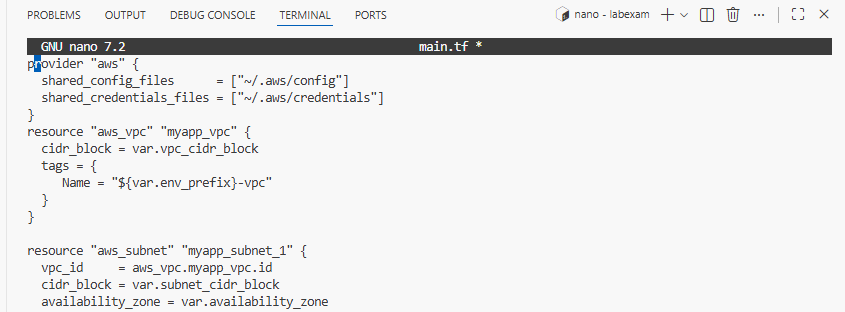 PROBLEMS OUTPUT DEBUG CONSOLE TERMINAL PORTS nano - labexam
GNU nano 7.2 main.tf *
provider "aws" {
  shared_config_files      = ["~/.aws/config"]
  shared_credentials_files = ["~/.aws/credentials"]
}
resource "aws_vpc" "myapp_vpc" {
  cidr_block = var.vpc_cidr_block
  tags = {
     Name = "${var.env_prefix}-vpc"
  }
}

resource "aws_subnet" "myapp_subnet_1" {
  vpc_id     = aws_vpc.myapp_vpc.id
  cidr_block = var.subnet_cidr_block
  availability_zone = var.availability_zone